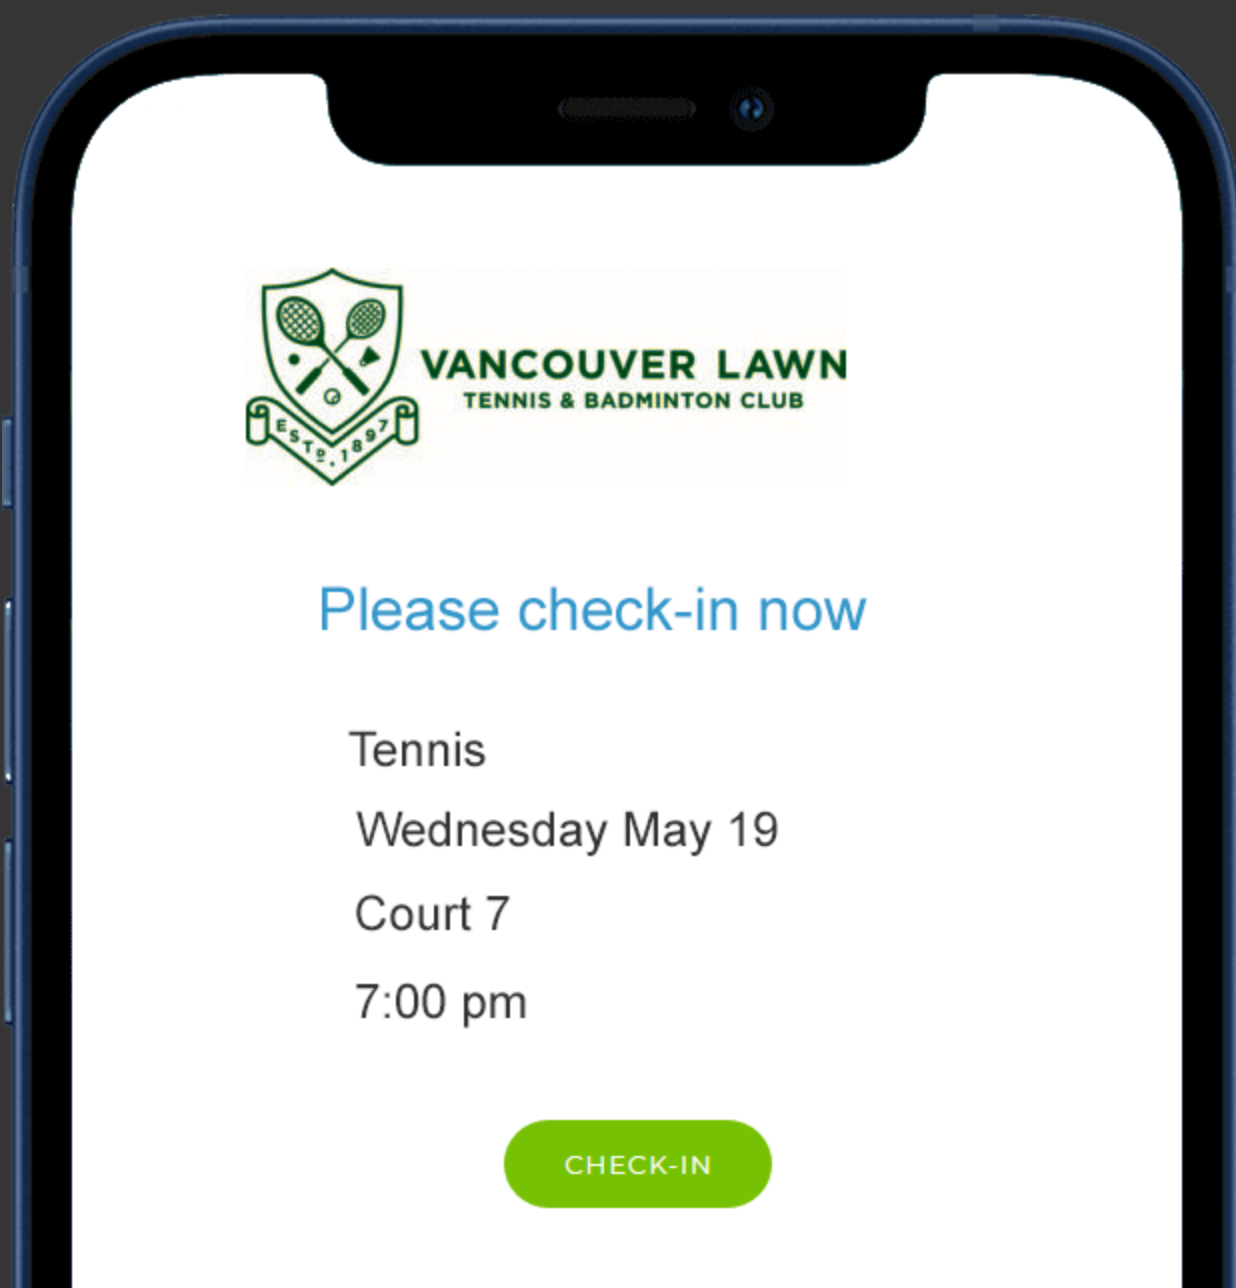 VANCOUVER LAWN
TENNIS & BADMINTON CLUB
ESTD. 1897
Please check-in now
Tennis
Wednesday May 19
Court 7
7:00 pm
CHECK-IN